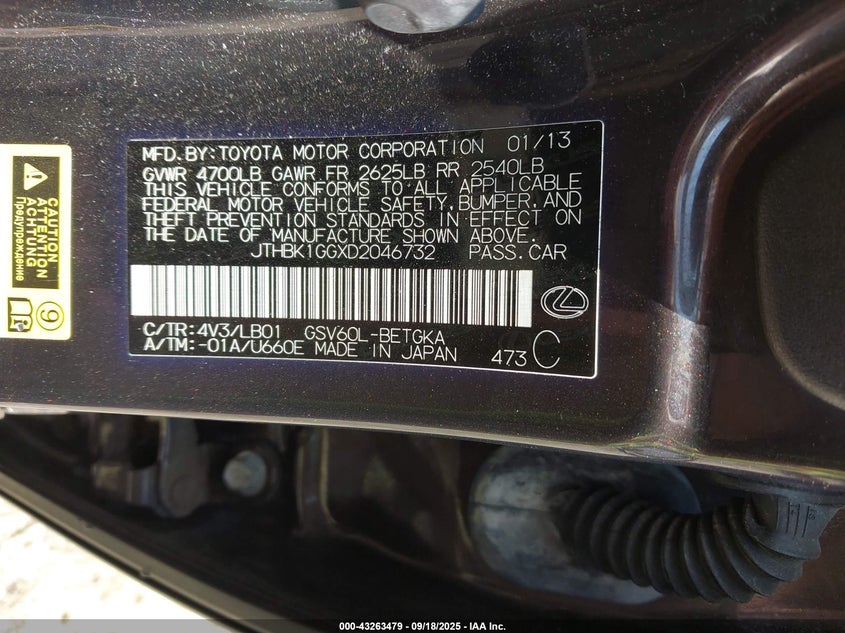 MFD.BY:TOYOTA MOTOR CORPORATION 01/13
GVWR 4700LB GAWR FR 2625LB RR 2540LB
THIS VEHICLE CONFORMS TO ALL APPLICABLE
FEDERAL MOTOR VEHICLE SAFETY,BUMPER,AND
THEFT PREVENTION STANDARDS IN EFFECT ON
THE DATE OF MANUFACTURE SHOWN ABOVE.
JTHBK1GGXD2046732 PASS.CAR
C/TR:4V3/LB01 GSV60L-BETGKA
A/TM:-01A/U660E MADE IN JAPAN 473 C
CAUTION
ATTENTION
ACHTUNG
Предупреждение
9
000-43263479 - 09/18/2025 - IAA Inc.